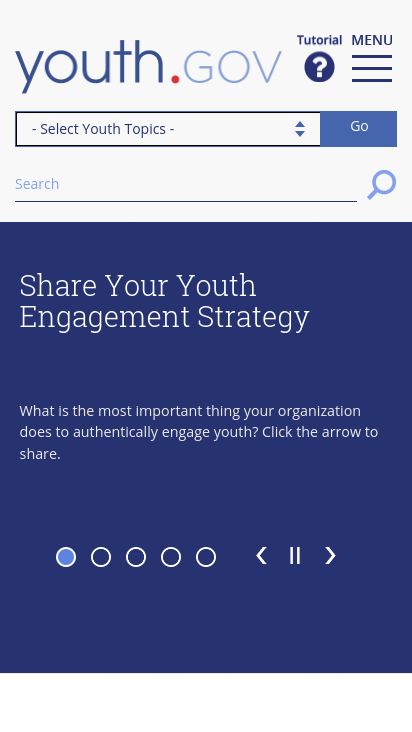 Tutorial MENU
youth.GOV
?
- Select Youth Topics -
Go
Search
Share Your Youth
Engagement Strategy
What is the most important thing your organization
does to authentically engage youth? Click the arrow to
share.